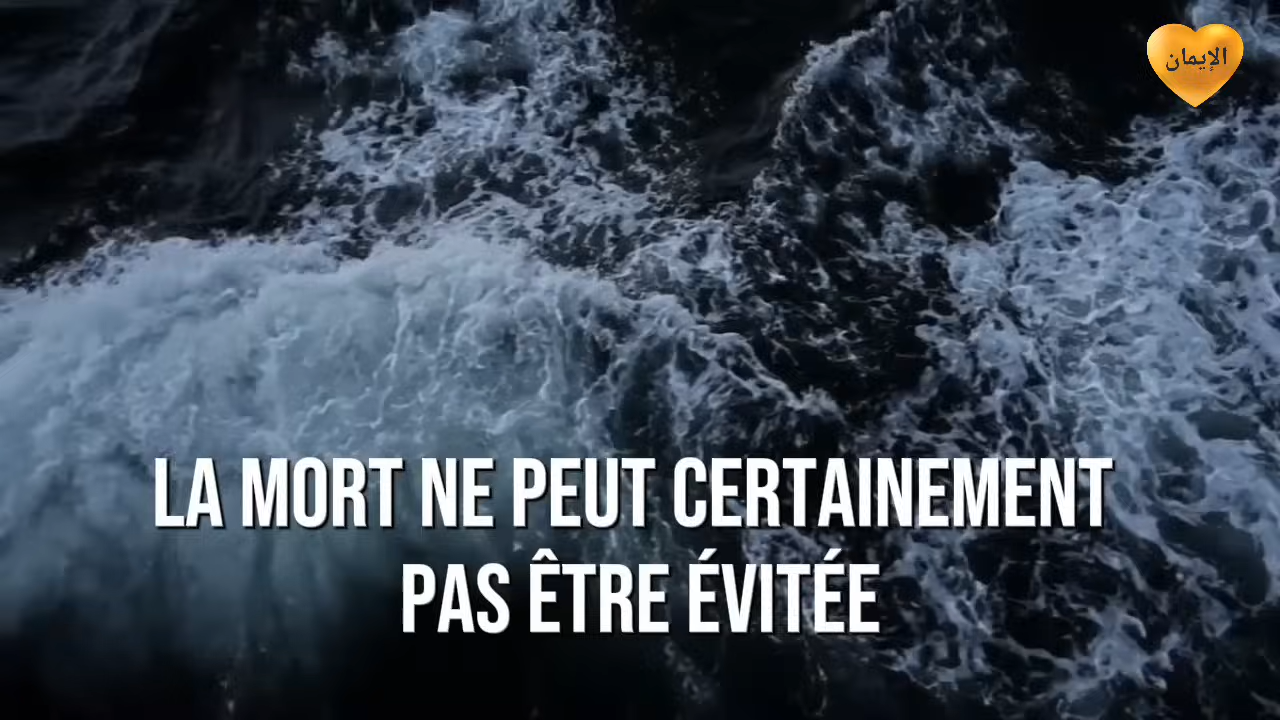 الإيمان
LA MORT NE PEUT CERTAINEMENT
PAS ÊTRE ÉVITÉE